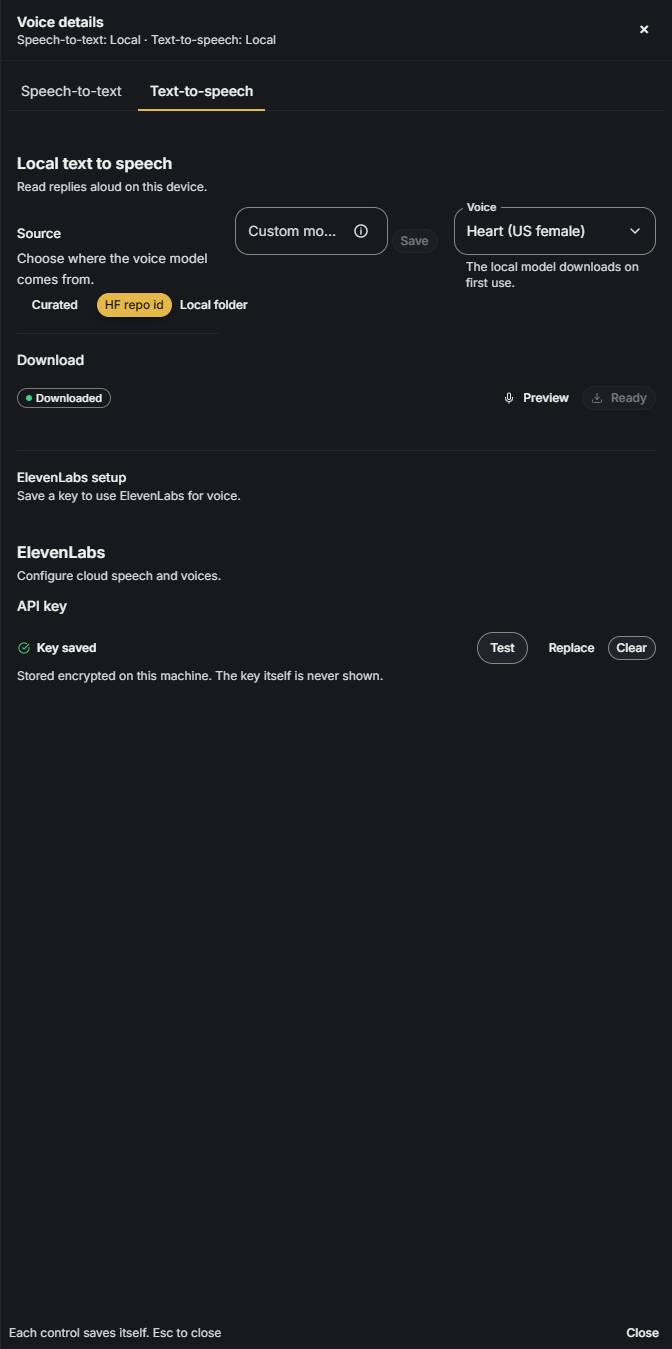 Voice details
Speech-to-text: Local · Text-to-speech: Local
Speech-to-text
Text-to-speech
Local text to speech
Read replies aloud on this device.
Source
Choose where the voice model
comes from.
Curated
HF repo id
Local folder
Custom mo...
Save
Voice
Heart (US female)
The local model downloads on
first use.
Download
Downloaded
Preview
Ready
ElevenLabs setup
Save a key to use ElevenLabs for voice.
ElevenLabs
Configure cloud speech and voices.
API key
Key saved
Test
Replace
Clear
Stored encrypted on this machine. The key itself is never shown.
Each control saves itself. Esc to close
Close